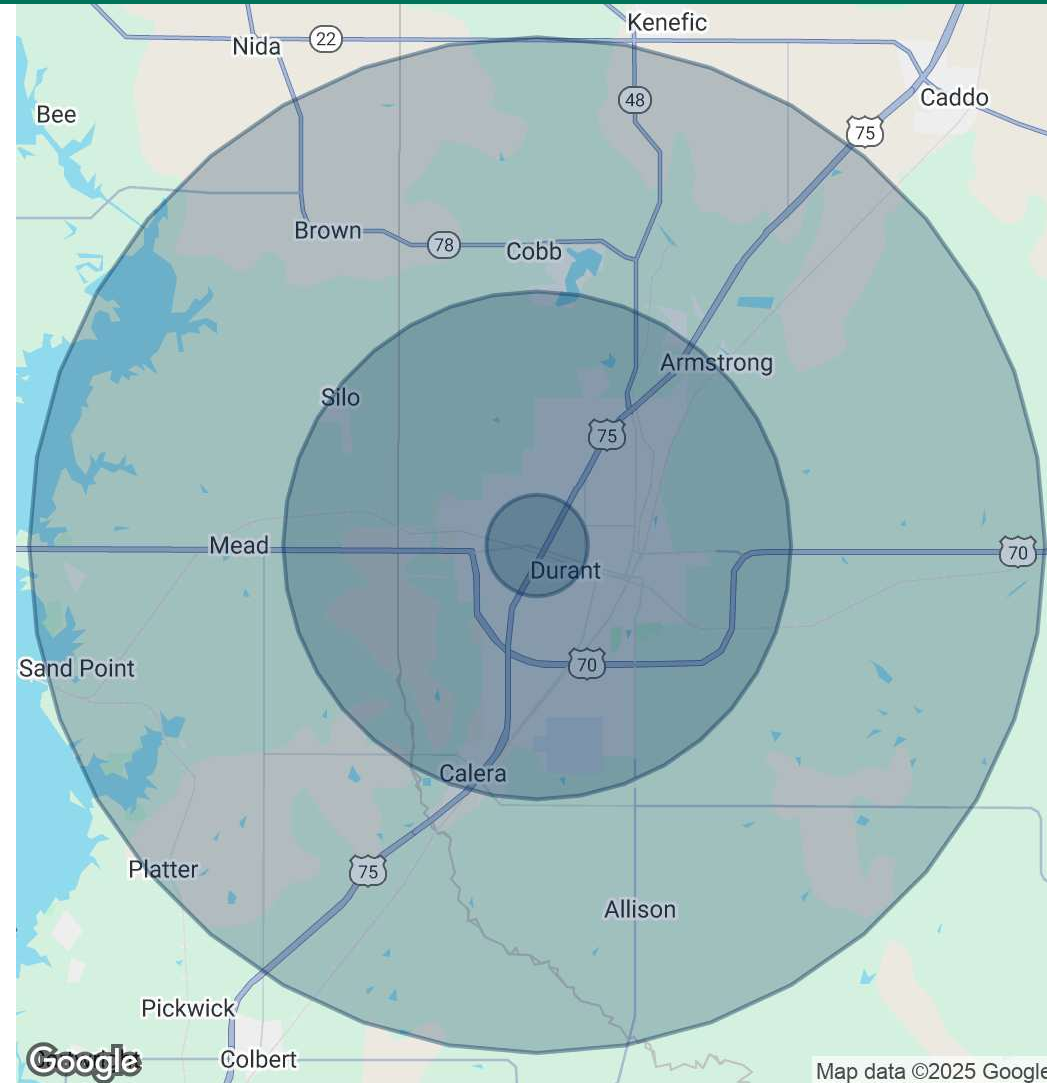 Kenefic
Nida
22
48
Caddo
Bee
75
Brown
78
Cobb
Armstrong
Silo
75
Mead
70
Durant
Sand Point
70
Calera
Platter
75
Allison
Pickwick
Colbert
Google
Map data ©2025 Google